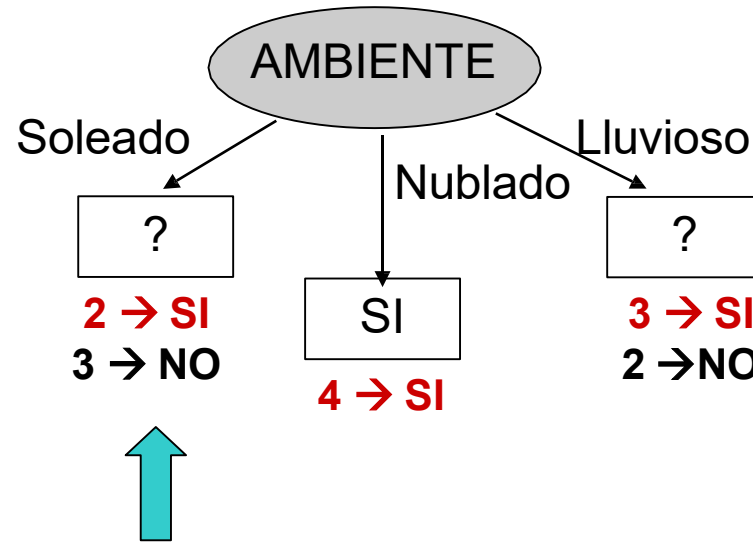 AMBIENTE
Soleado
Nublado
Lluvioso
?
2 → SI
3 → NO
SI
4 → SI
?
3 → SI
2 →NO